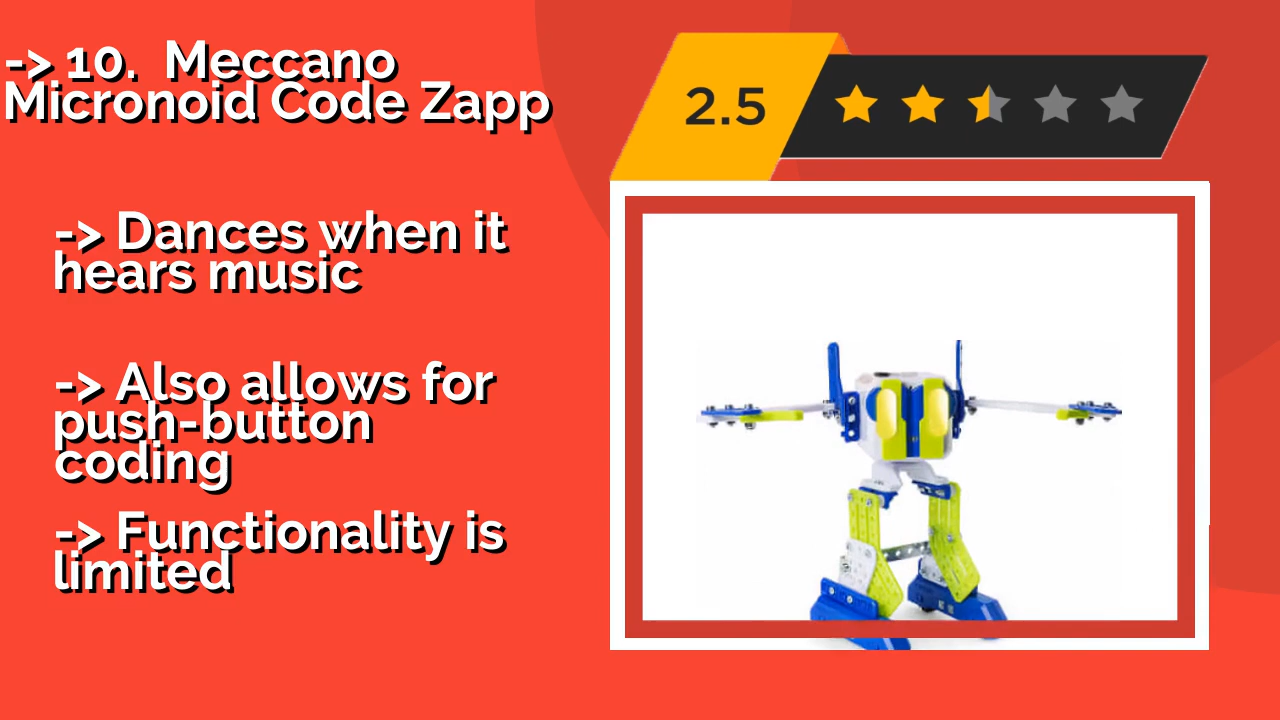 -> 10.  Meccano
Micronoid Code Zapp
2.5
-> Dances when it
hears music
-> Also allows for
push-button
coding
-> Functionality is
limited